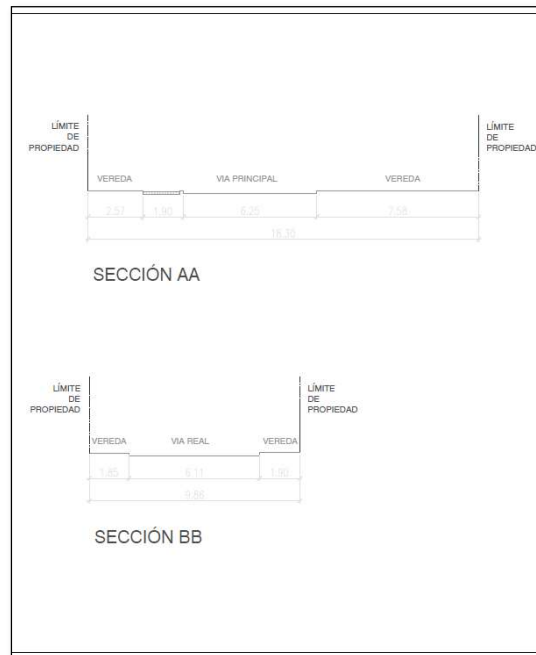 LÍMITE
DE
PROPIEDAD
LÍMITE
DE
PROPIEDAD
VEREDA VIA PRINCIPAL VEREDA
2.57 1.90 6.25 7.58
18.30
SECCIÓN AA
LÍMITE
DE
PROPIEDAD
LÍMITE
DE
PROPIEDAD
VEREDA VIA REAL VEREDA
1.85 6.11 1.90
9.86
SECCIÓN BB